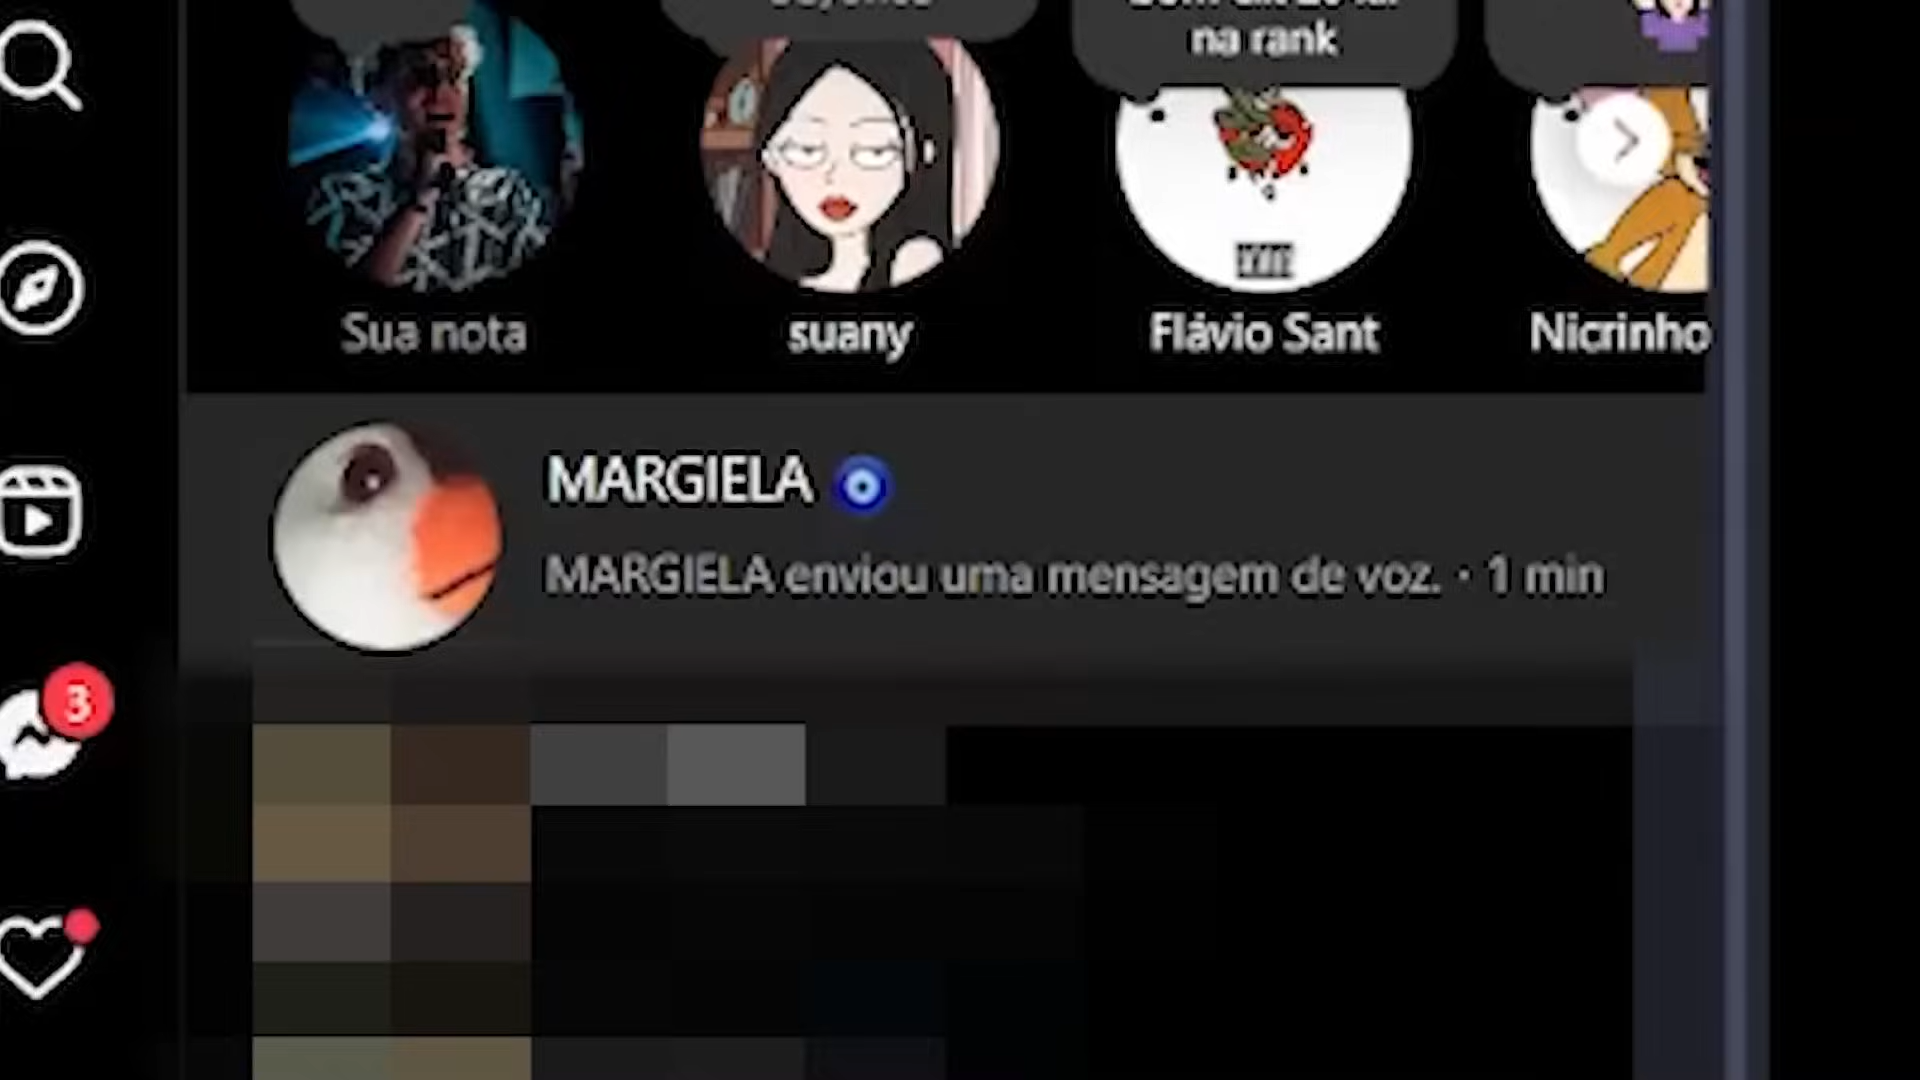 na rank
Sua nota
suany
Flávio Sant
Nicrinho
MARGIELA
MARGIELA enviou uma mensagem de voz. · 1 min
3